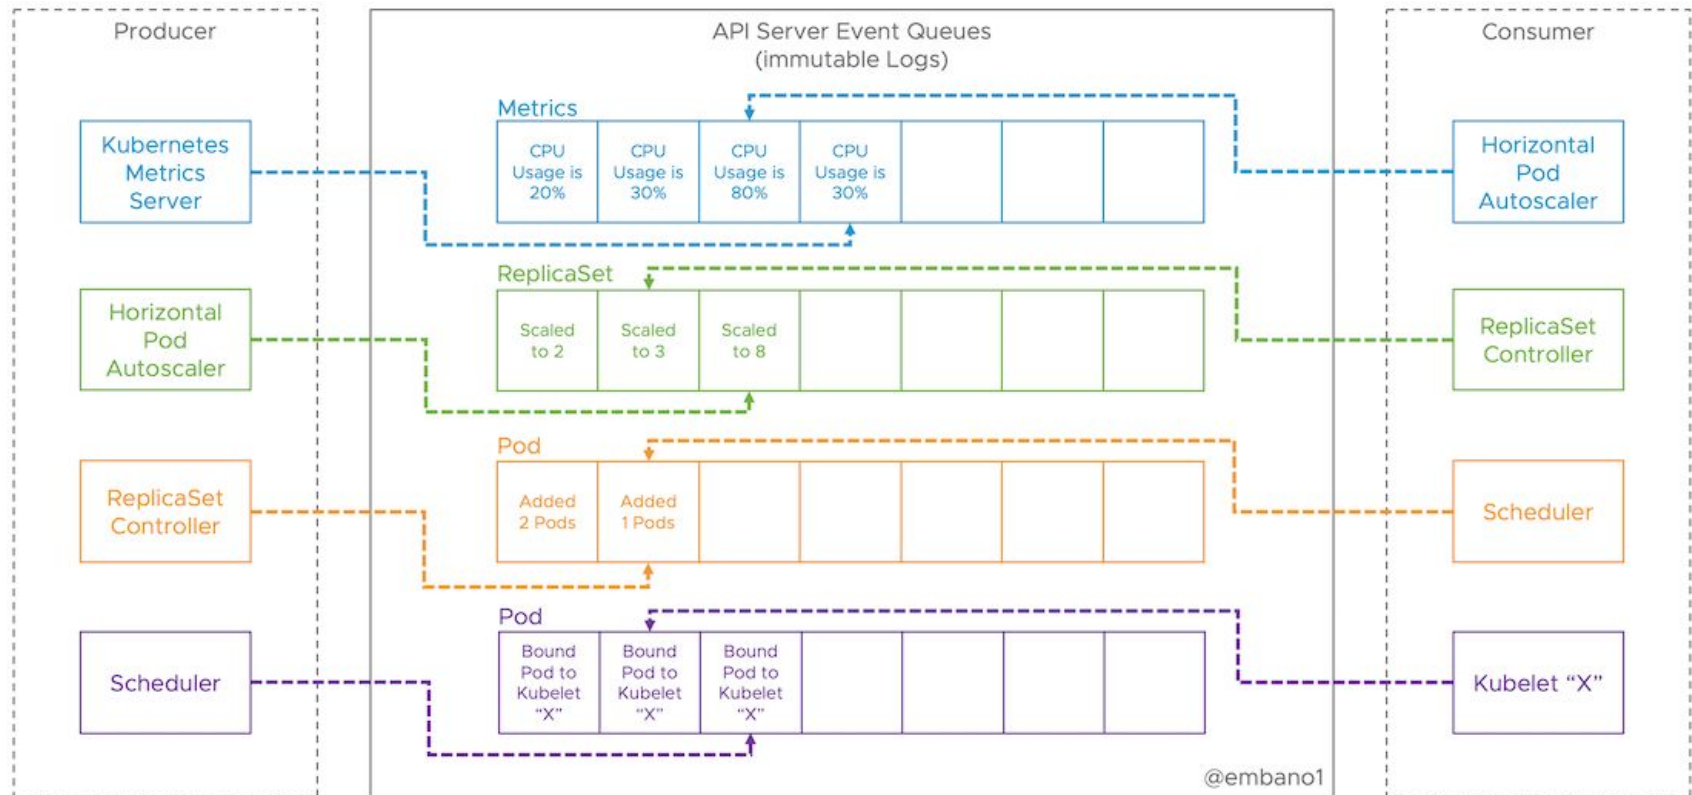 Producer
API Server Event Queues
(immutable Logs)
Consumer
Metrics
Kubernetes
Metrics
Server
CPU
Usage is
20%
CPU
Usage is
30%
CPU
Usage is
80%
CPU
Usage is
30%
Horizontal
Pod
Autoscaler
ReplicaSet
Horizontal
Pod
Autoscaler
Scaled
to 2
Scaled
to 3
Scaled
to 8
ReplicaSet
Controller
Pod
ReplicaSet
Controller
Added
2 Pods
Added
1 Pods
Scheduler
Pod
Scheduler
Bound
Pod to
Kubelet
“X”
Bound
Pod to
Kubelet
“X”
Bound
Pod to
Kubelet
“X”
Kubelet “X”
@embano1